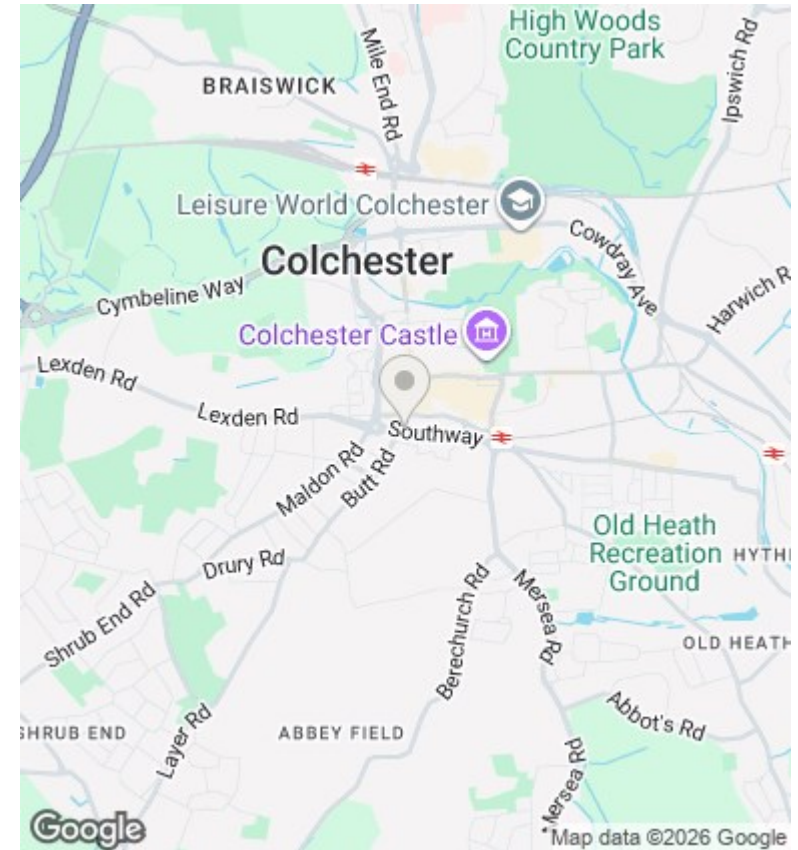 High Woods
Country Park
Mile End Rd
Ipswich Rd
BRAISWICK
Leisure World Colchester
Cowdray Ave
Colchester
Cymbeline Way
Harwich R
Colchester Castle
Lexden Rd
Lexden Rd
Southway
Maldon Rd
Butt Rd
Old Heath
Recreation
Ground
HYTHE
Drury Rd
Berechurch Rd
Mersea Rd
Shrub End Rd
OLD HEATH
Layer Rd
Abbot's Rd
SHRUB END
ABBEY FIELD
Mersea Rd
Google
Map data ©2026 Google